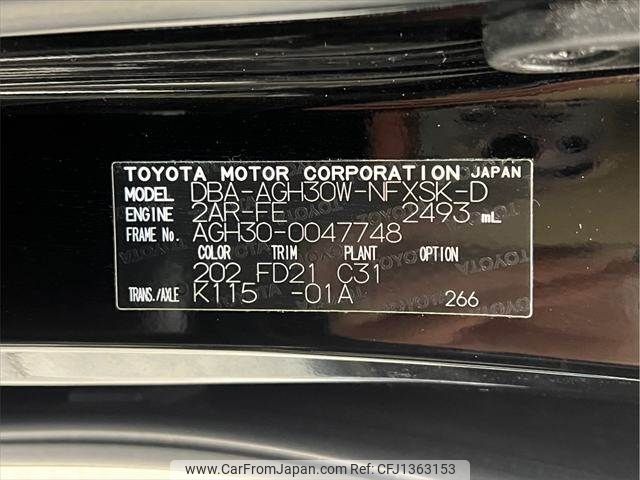 TOYOTA MOTOR CORPORATION JAPAN
MODEL DBA-AGH30W-NFXSK-D
ENGINE 2AR-FE 2493 mL
FRAME No. AGH30-0047748
COLOR TRIM PLANT OPTION
202 FD21 C31
TRANS./AXLE K115 -01A 266
www.CarFromJapan.com - CFJ1363153